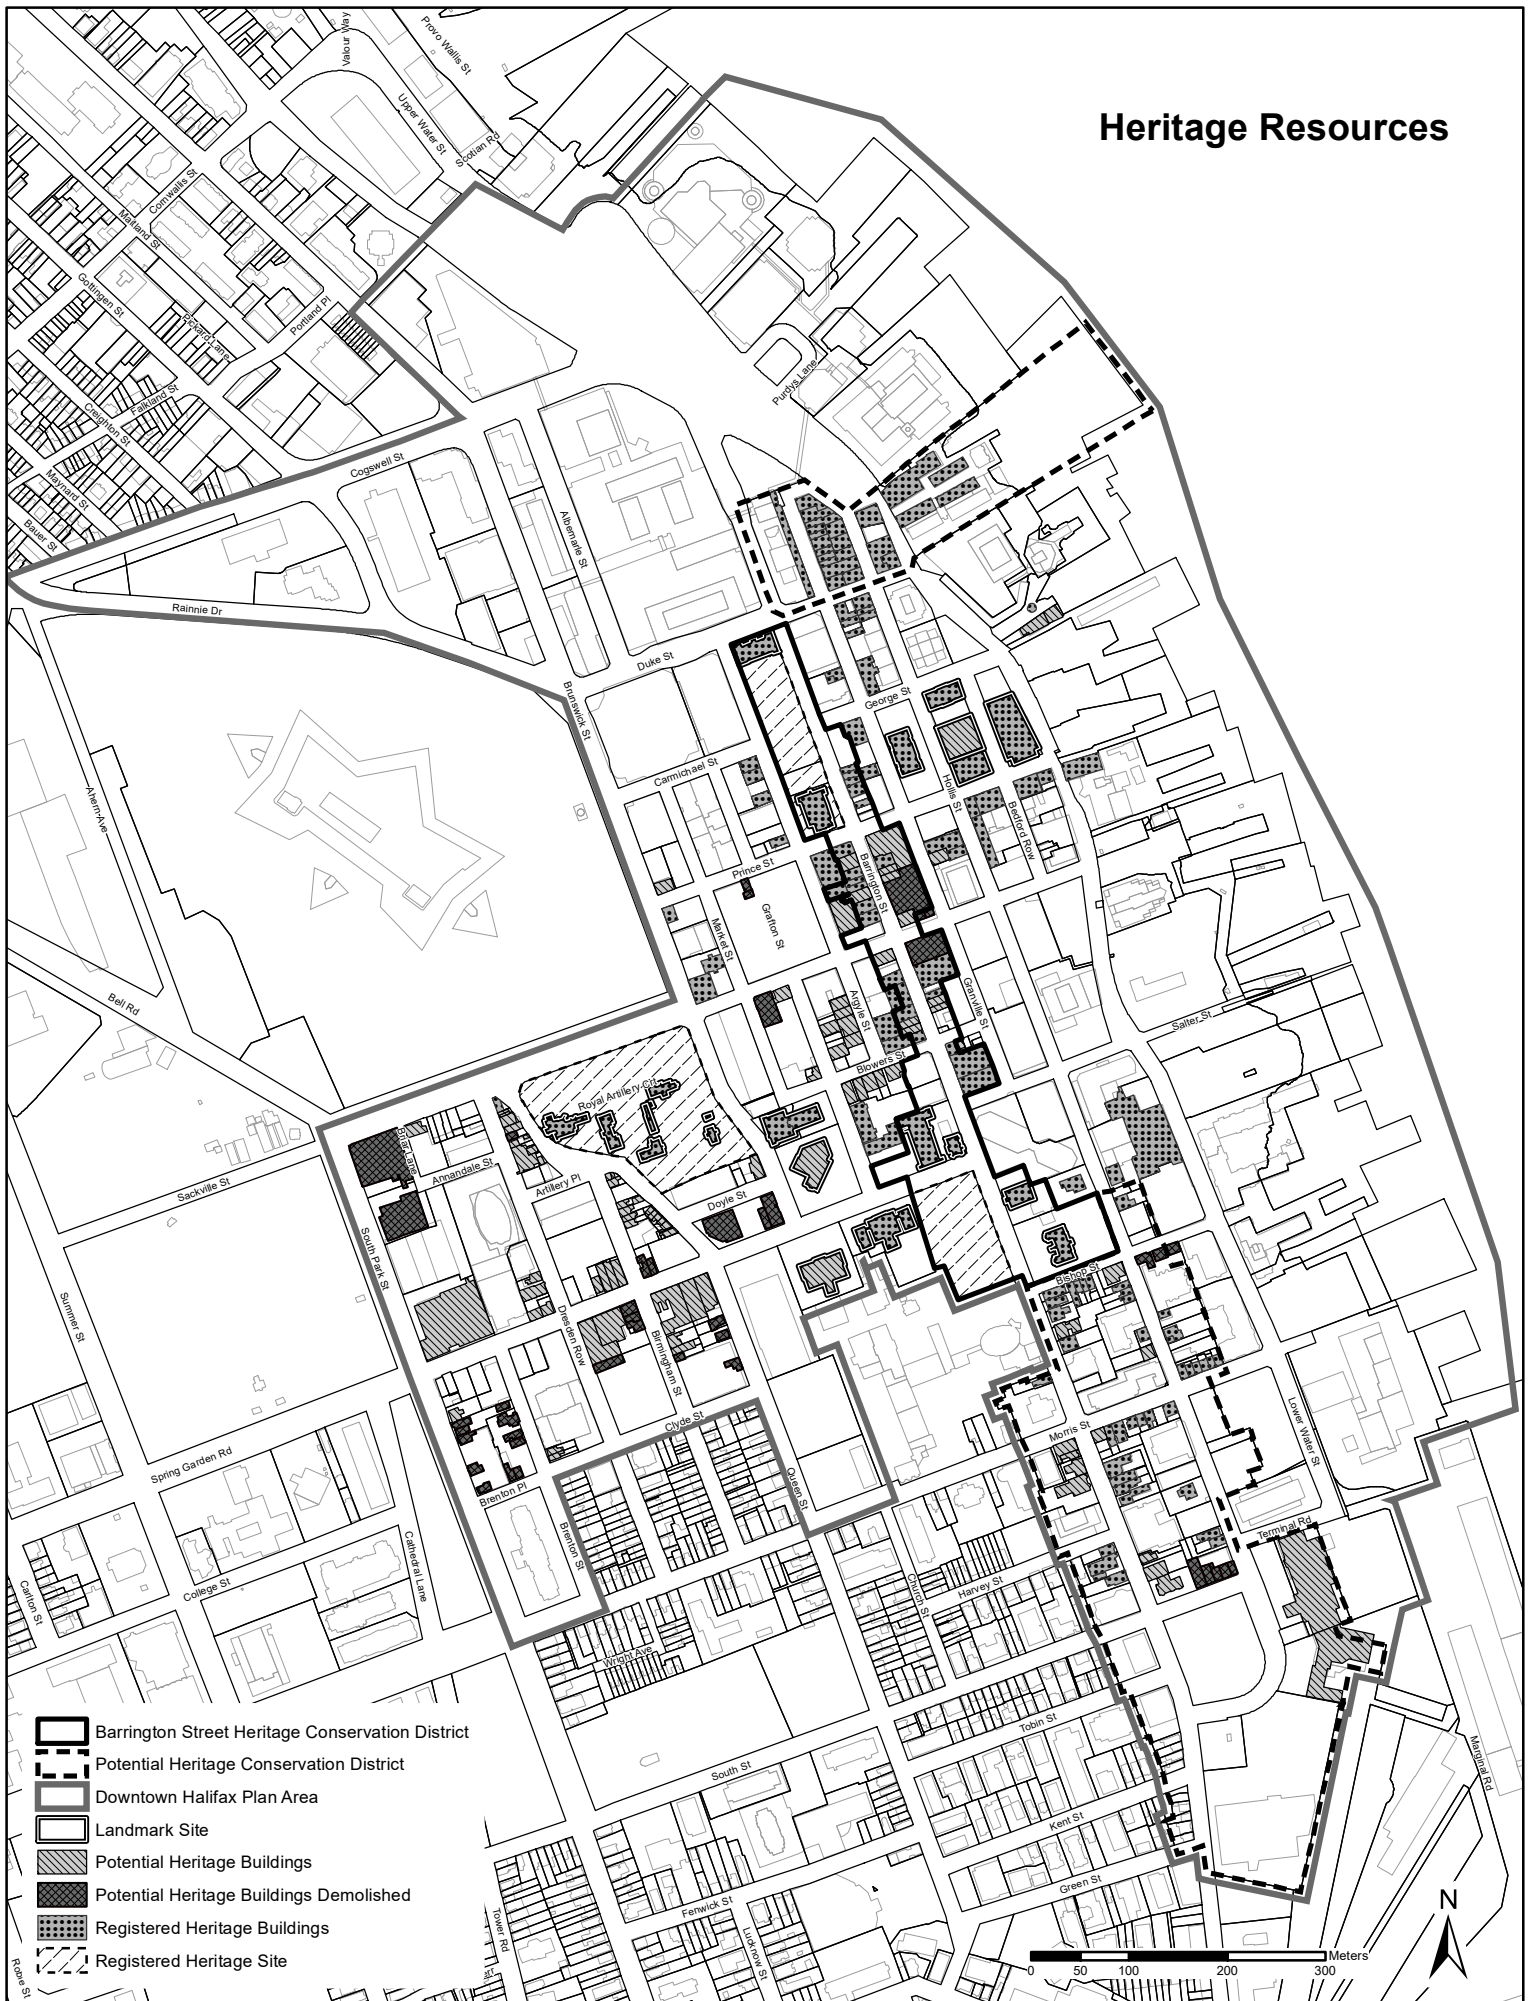 Heritage Resources
Valour Way
Provo Wallis St
Upper Water St
Scotian Rd
Cornwallis St
Maitland St
Gottingen St
Pickard Lane
Portland Pl
Purdys Lane
Falkland St
Creighton St
Maynard St
Bauer St
Cogswell St
Albemarle St
Rainnie Dr
Duke St
Brunswick St
George St
Carmichael St
Hollis St
Bedford Row
Ahern Ave
Prince St
Barrington St
Grafton St
Market St
Bell Rd
Argyle St
Granville St
Salter St
Blowers St
Royal Artillery Crt
Briar Lane
Annandale St
Artillery Pl
Sackville St
Doyle St
South Park St
Bishop St
Summer St
Dresden Row
Birmingham St
Clyde St
Lower Water St
Morris St
Spring Garden Rd
Queen St
Brenton Pl
Brenton St
Terminal Rd
Cathedral Lane
College St
Carlton St
Church St
Harvey St
Wright Ave
Tobin St
South St
Marginal Rd
Kent St
Green St
Fenwick St
Tower Rd
Lucknow St
Robie St
Barrington Street Heritage Conservation District
Potential Heritage Conservation District
Downtown Halifax Plan Area
Landmark Site
Potential Heritage Buildings
Potential Heritage Buildings Demolished
Registered Heritage Buildings
Registered Heritage Site
N
Meters
0 50 100 200 300